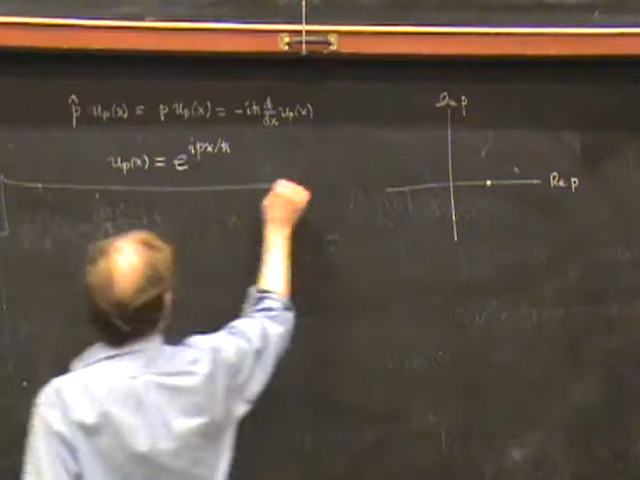 p̂ u_p(x) = p u_p(x) = -iħ d/dx u_p(x)
u_p(x) = e^{ipx/ħ}
Im p
Re p